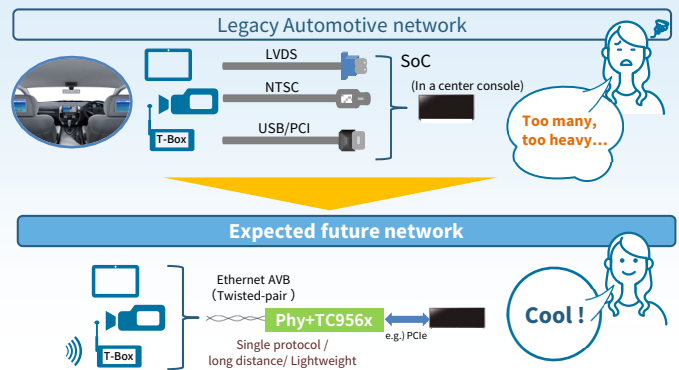 Legacy Automotive network
LVDS
NTSC
USB/PCI
T-Box
SoC
(In a center console)
Too many,
too heavy...
Expected future network
T-Box
Ethernet AVB
(Twisted-pair )
Phy+TC956x
e.g.) PCIe
Single protocol /
long distance/ Lightweight
Cool !